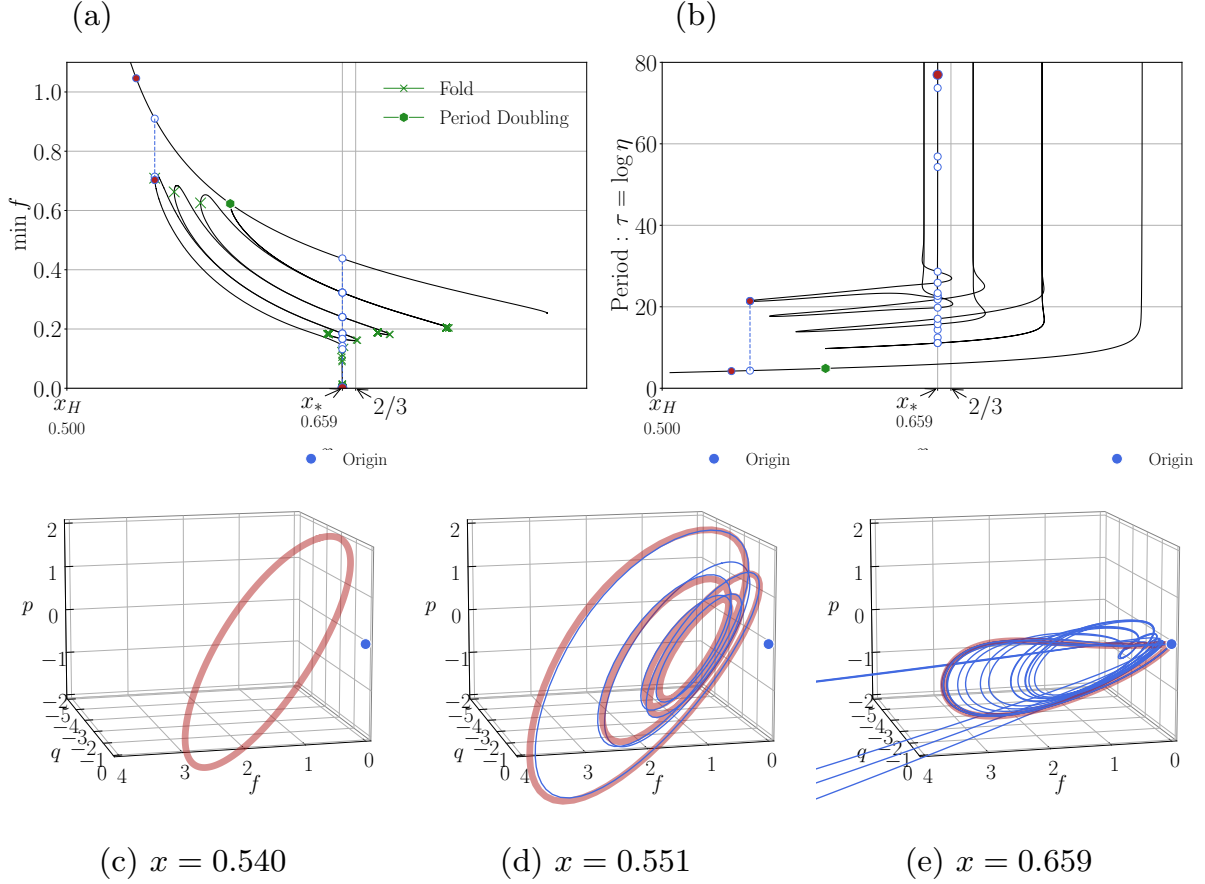 (a)
(b)
min f
1.0
0.8
0.6
0.4
0.2
0.0
Fold
Period Doubling
x_H
0.500
x_*
0.659
2/3
Period : τ = log η
80
60
40
20
0
x_H
0.500
x_*
0.659
2/3
Origin
Origin
Origin
p
2
1
0
−1
−2
q
−5
−4
−3
−2
−1
0
f
4
3
2
1
0
p
2
1
0
−1
−2
q
−5
−4
−3
−2
−1
0
f
4
3
2
1
0
p
2
1
0
−1
−2
q
−5
−4
−3
−2
−1
0
f
4
3
2
1
0
(c) x = 0.540
(d) x = 0.551
(e) x = 0.659